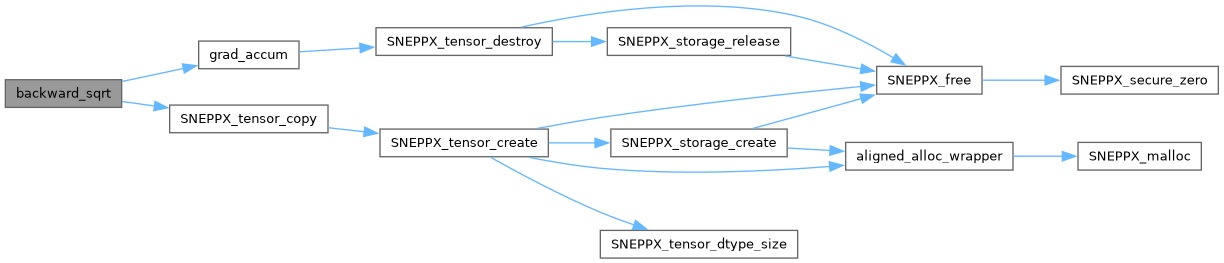 backward_sqrt
grad_accum
SNEPPX_tensor_copy
SNEPPX_tensor_destroy
SNEPPX_tensor_create
SNEPPX_storage_release
SNEPPX_storage_create
SNEPPX_tensor_dtype_size
SNEPPX_free
aligned_alloc_wrapper
SNEPPX_secure_zero
SNEPPX_malloc